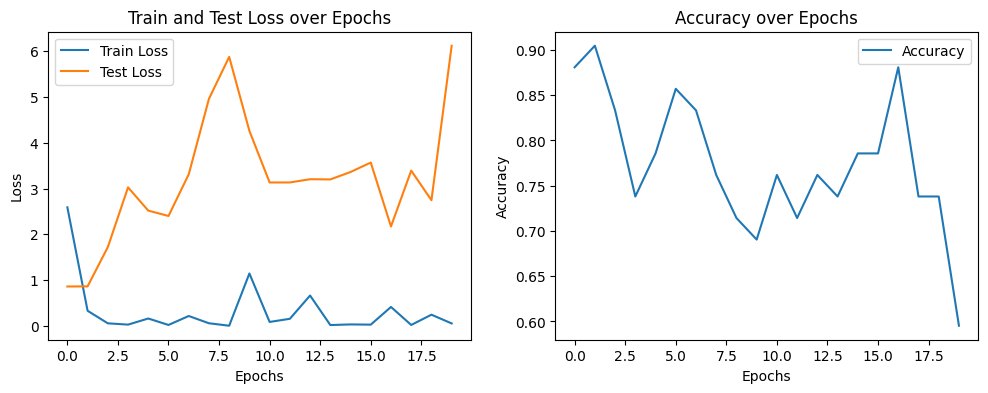 Train and Test Loss over Epochs
Train Loss
Test Loss
6
5
4
3
2
1
0
Loss
0.0 2.5 5.0 7.5 10.0 12.5 15.0 17.5
Epochs
Accuracy over Epochs
Accuracy
0.90
0.85
0.80
0.75
0.70
0.65
0.60
Accuracy
0.0 2.5 5.0 7.5 10.0 12.5 15.0 17.5
Epochs